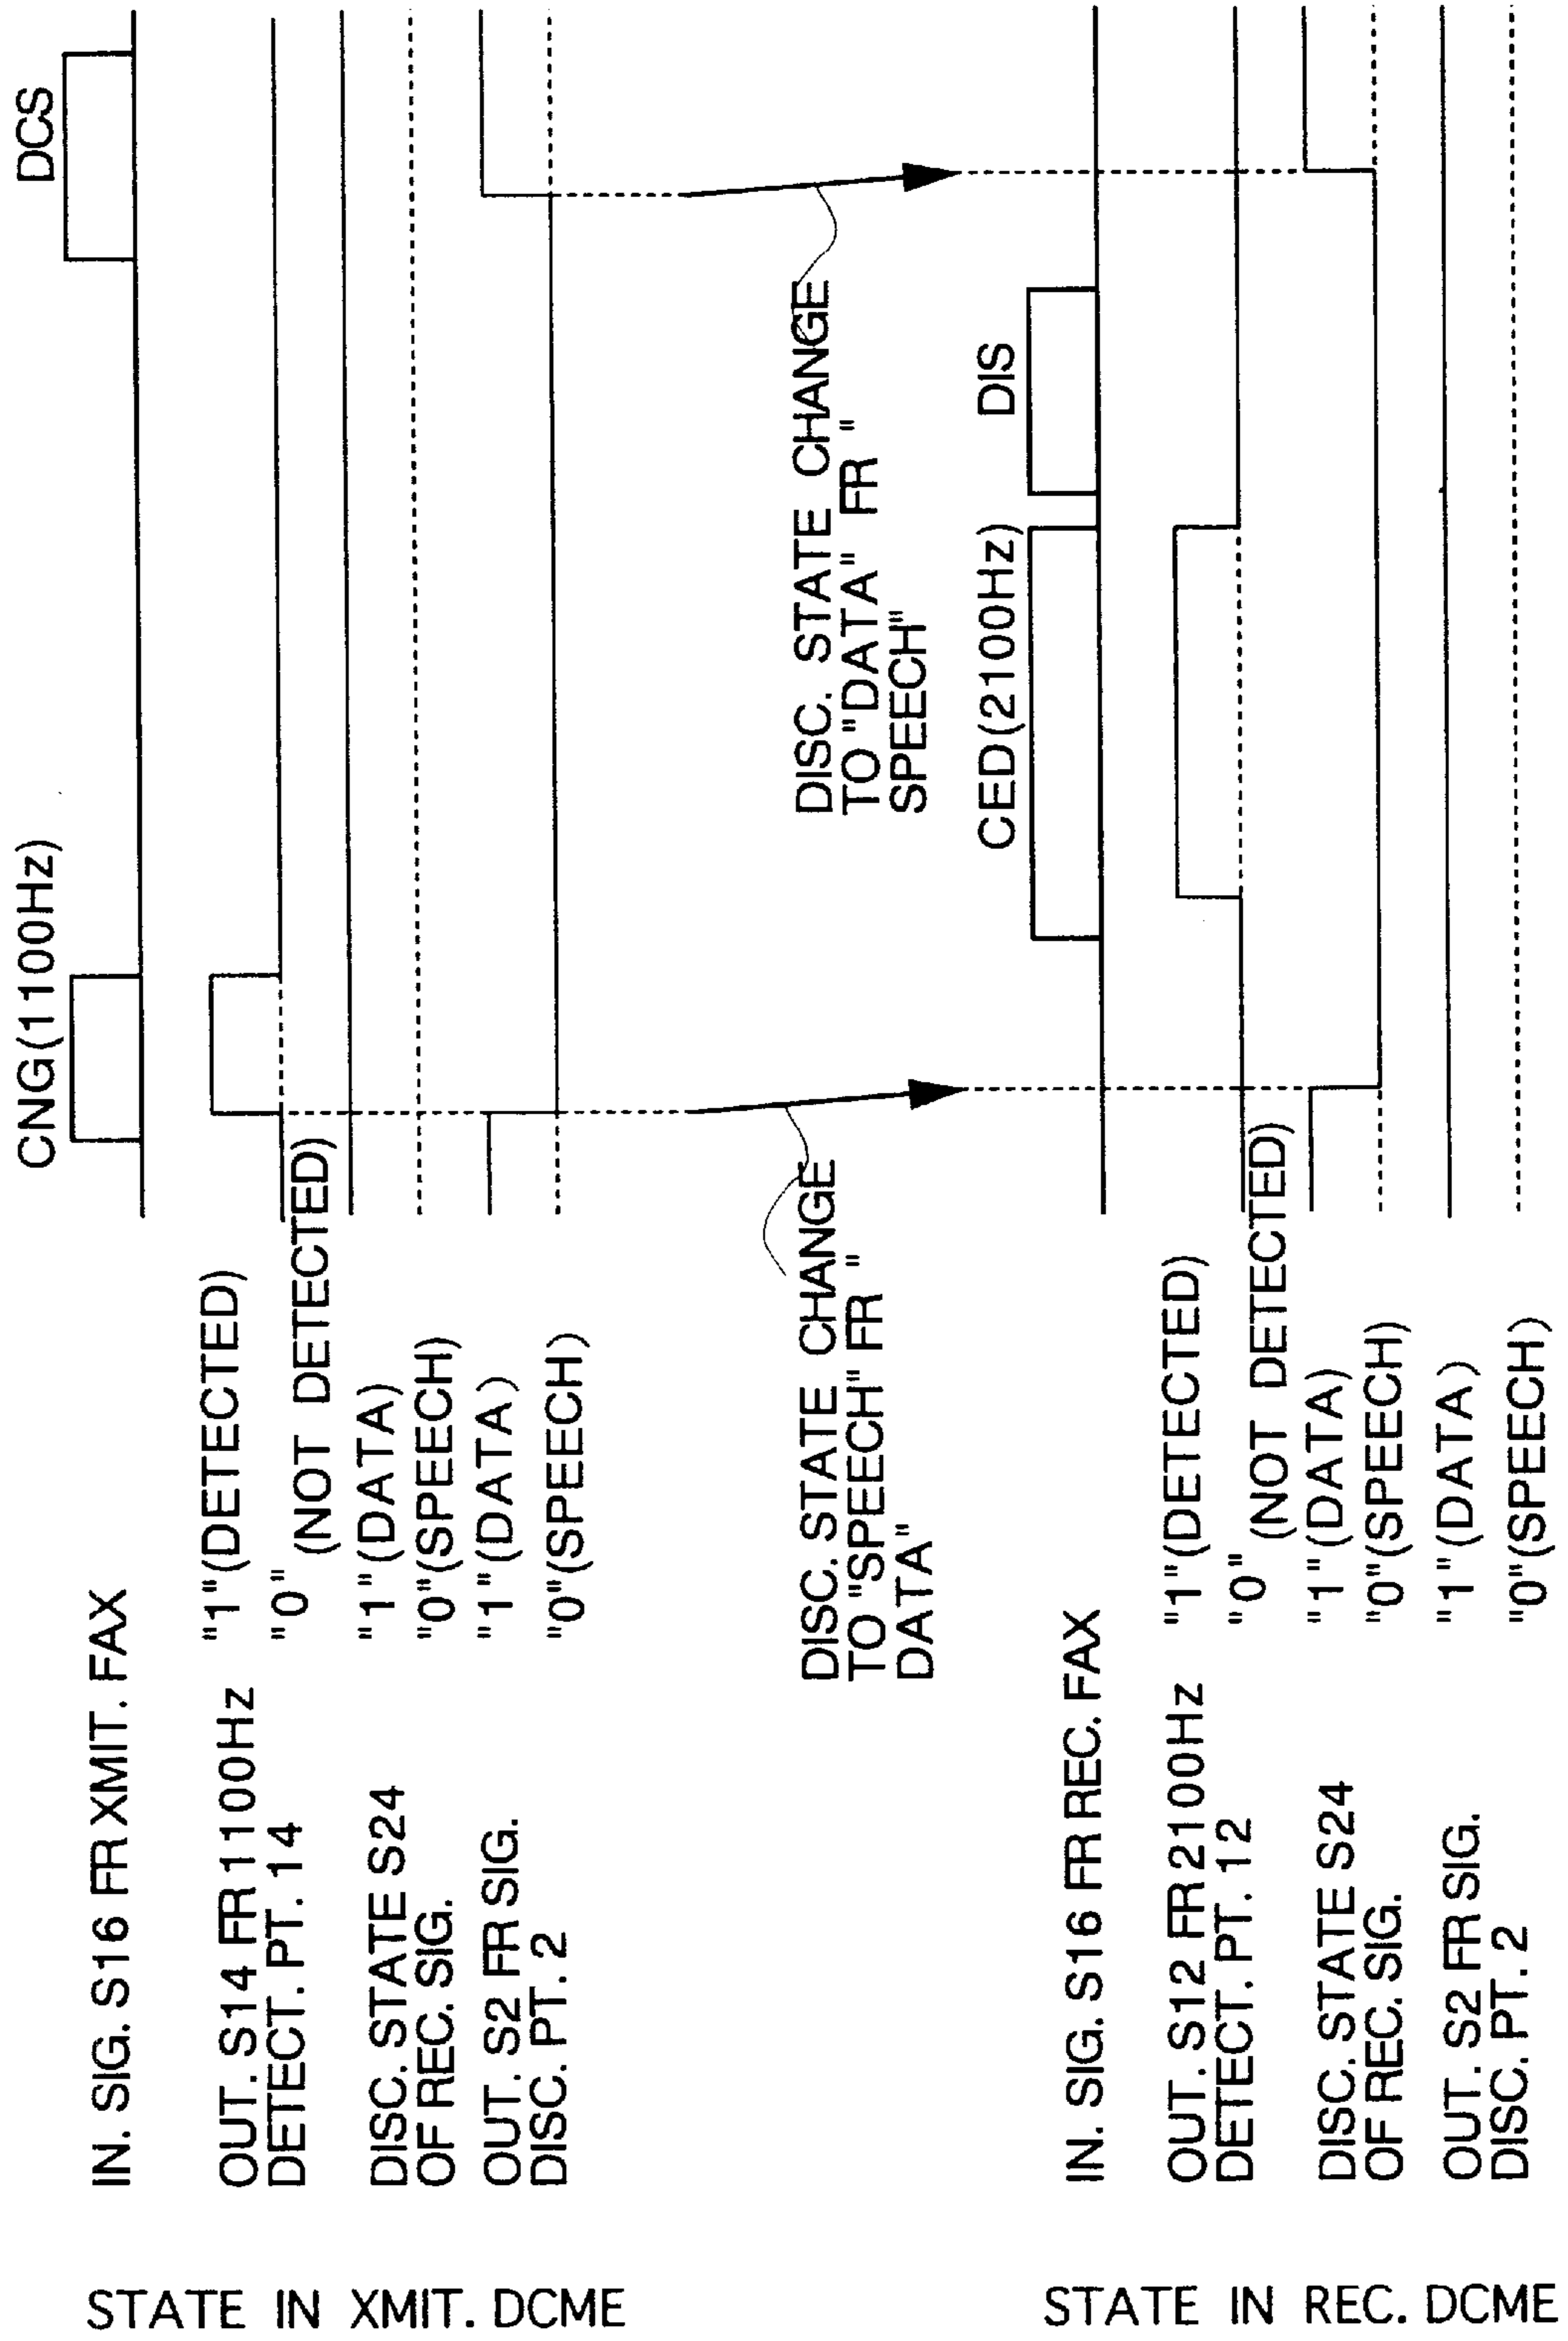 STATE IN XMIT. DCME
IN. SIG. S16 FR XMIT. FAX
CNG(1100Hz)
DCS
OUT. S14 FR 1100Hz
DETECT. PT. 14
"1"(DETECTED)
"0"
(NOT DETECTED)
DISC. STATE S24
OF REC. SIG.
"1"(DATA)
"0"(SPEECH)
OUT. S2 FR SIG.
DISC. PT. 2
"1"(DATA)
"0"(SPEECH)
DISC. STATE CHANGE
TO "SPEECH" FR "
DATA"
DISC. STATE CHANGE
TO "DATA" FR "
SPEECH"
STATE IN REC. DCME
IN. SIG. S16 FR REC. FAX
CED(2100Hz)
DIS
OUT. S12 FR 2100Hz
DETECT. PT. 12
"1"(DETECTED)
"0"
(NOT DETECTED)
DISC. STATE S24
OF REC. SIG.
"1"(DATA)
"0"(SPEECH)
OUT. S2 FR SIG.
DISC. PT. 2
"1"(DATA)
"0"(SPEECH)